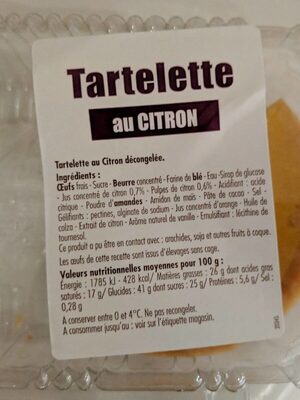 Tartelette
au CITRON
Tartelette au Citron décongelée.
Ingrédients :
Œufs frais - Sucre - Beurre concentré - Farine de blé - Eau - Sirop de glucose
- Jus concentré de citron 0,7% - Pulpes de citron 0,6% - Acidifiant : acide
citrique - Poudre d'amandes - Amidon de maïs - Pâte de cacao - Sel -
Gélifiants : pectines, alginate de sodium - Jus concentré d'orange - Huile de
colza - Extrait de citron - Arôme naturel de vanille - Emulsifiant : lécithine de
tournesol.
Ce produit a pu être en contact avec : arachides, soja et autres fruits à coque.
Les œufs de cette recette sont issus d'élevages sans cage.
Valeurs nutritionnelles moyennes pour 100 g :
Energie : 1785 kJ - 428 kcal/ Matières grasses : 26 g dont acides gras
saturés : 17 g/ Glucides : 41 g dont sucres : 25 g/ Protéines : 5,6 g/ Sel :
0,28 g
A conserver entre 0 et 4°C. Ne pas recongeler.
A consommer jusqu'au : voir sur l'étiquette magasin.